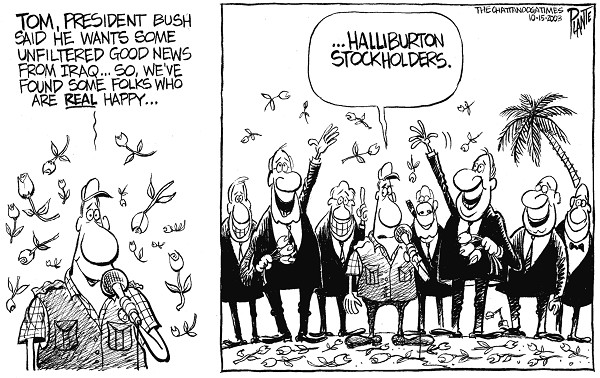 TOM, PRESIDENT BUSH
SAID HE WANTS SOME
UNFILTERED GOOD NEWS
FROM IRAQ... SO, WE'VE
FOUND SOME FOLKS WHO
ARE REAL HAPPY...
THE CHATTANOOGA TIMES
10-15-2003
PLANTE
...HALLIBURTON
STOCKHOLDERS.